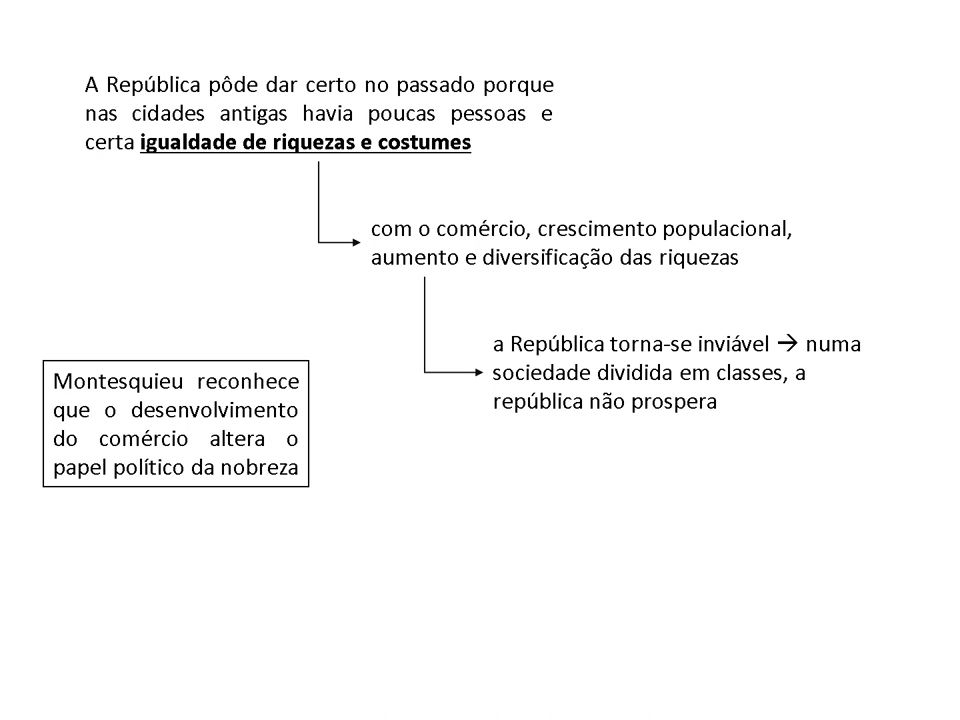 A República pôde dar certo no passado porque
nas cidades antigas havia poucas pessoas e
certa igualdade de riquezas e costumes
com o comércio, crescimento populacional,
aumento e diversificação das riquezas
a República torna-se inviável → numa
sociedade dividida em classes, a
república não prospera
Montesquieu reconhece
que o desenvolvimento
do comércio altera o
papel político da nobreza